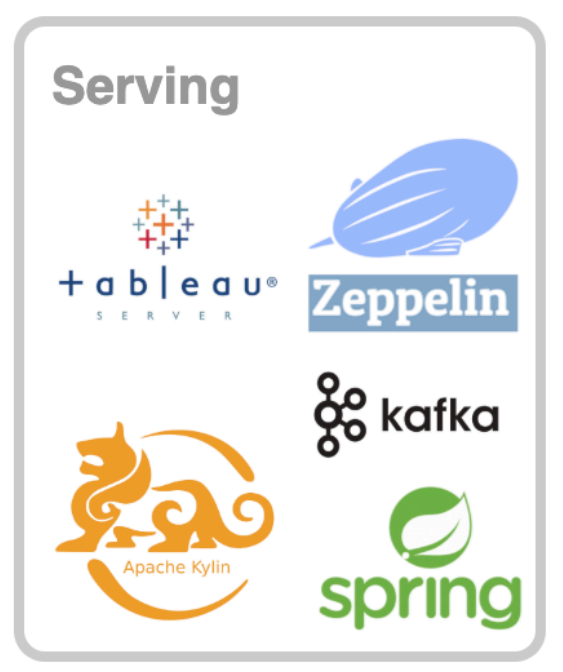 Serving
tableau®
SERVER
Zeppelin
kafka
Apache Kylin
spring